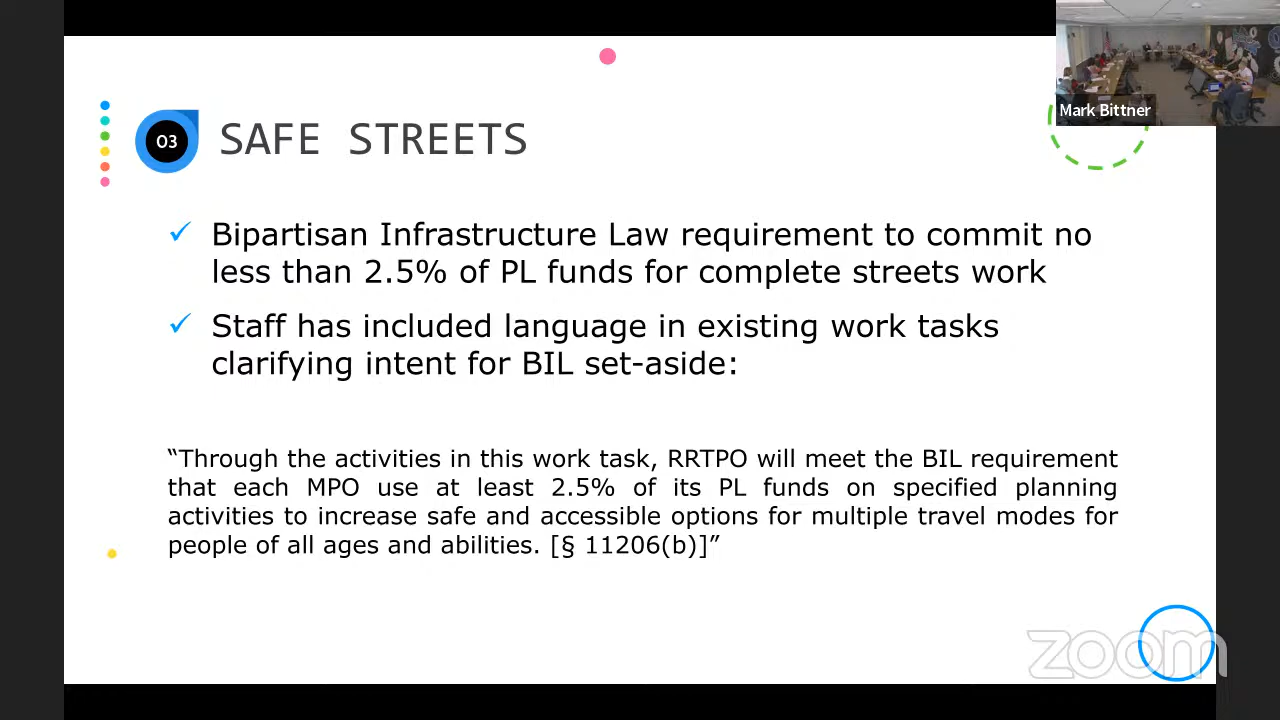 Mark Bittner
03
SAFE STREETS
✓ Bipartisan Infrastructure Law requirement to commit no
less than 2.5% of PL funds for complete streets work
✓ Staff has included language in existing work tasks
clarifying intent for BIL set-aside:
“Through the activities in this work task, RRTPO will meet the BIL requirement
that each MPO use at least 2.5% of its PL funds on specified planning
activities to increase safe and accessible options for multiple travel modes for
people of all ages and abilities. [§ 11206(b)]”
zoom